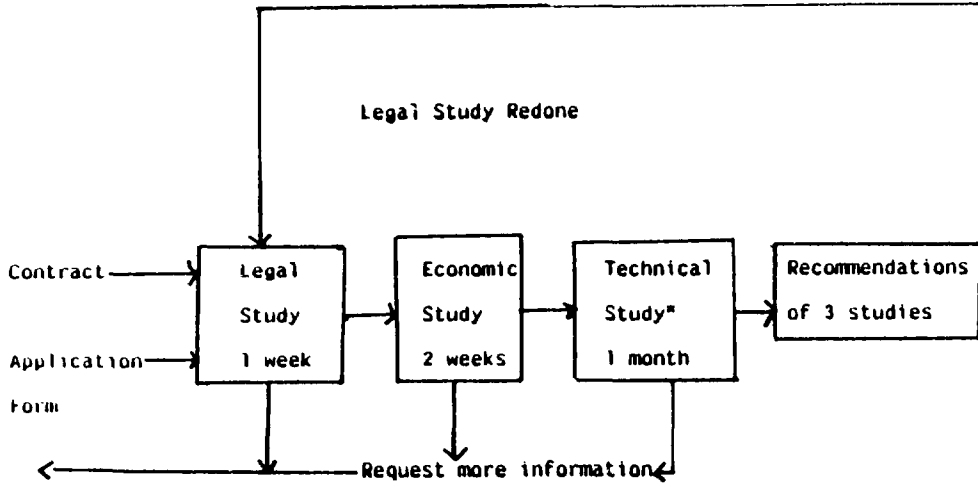 Legal Study Redone
Contract
Legal
Study
1 week
Economic
Study
2 weeks
Technical
Study*
1 month
Recommendations
of 3 studies
Application
Form
Request more information